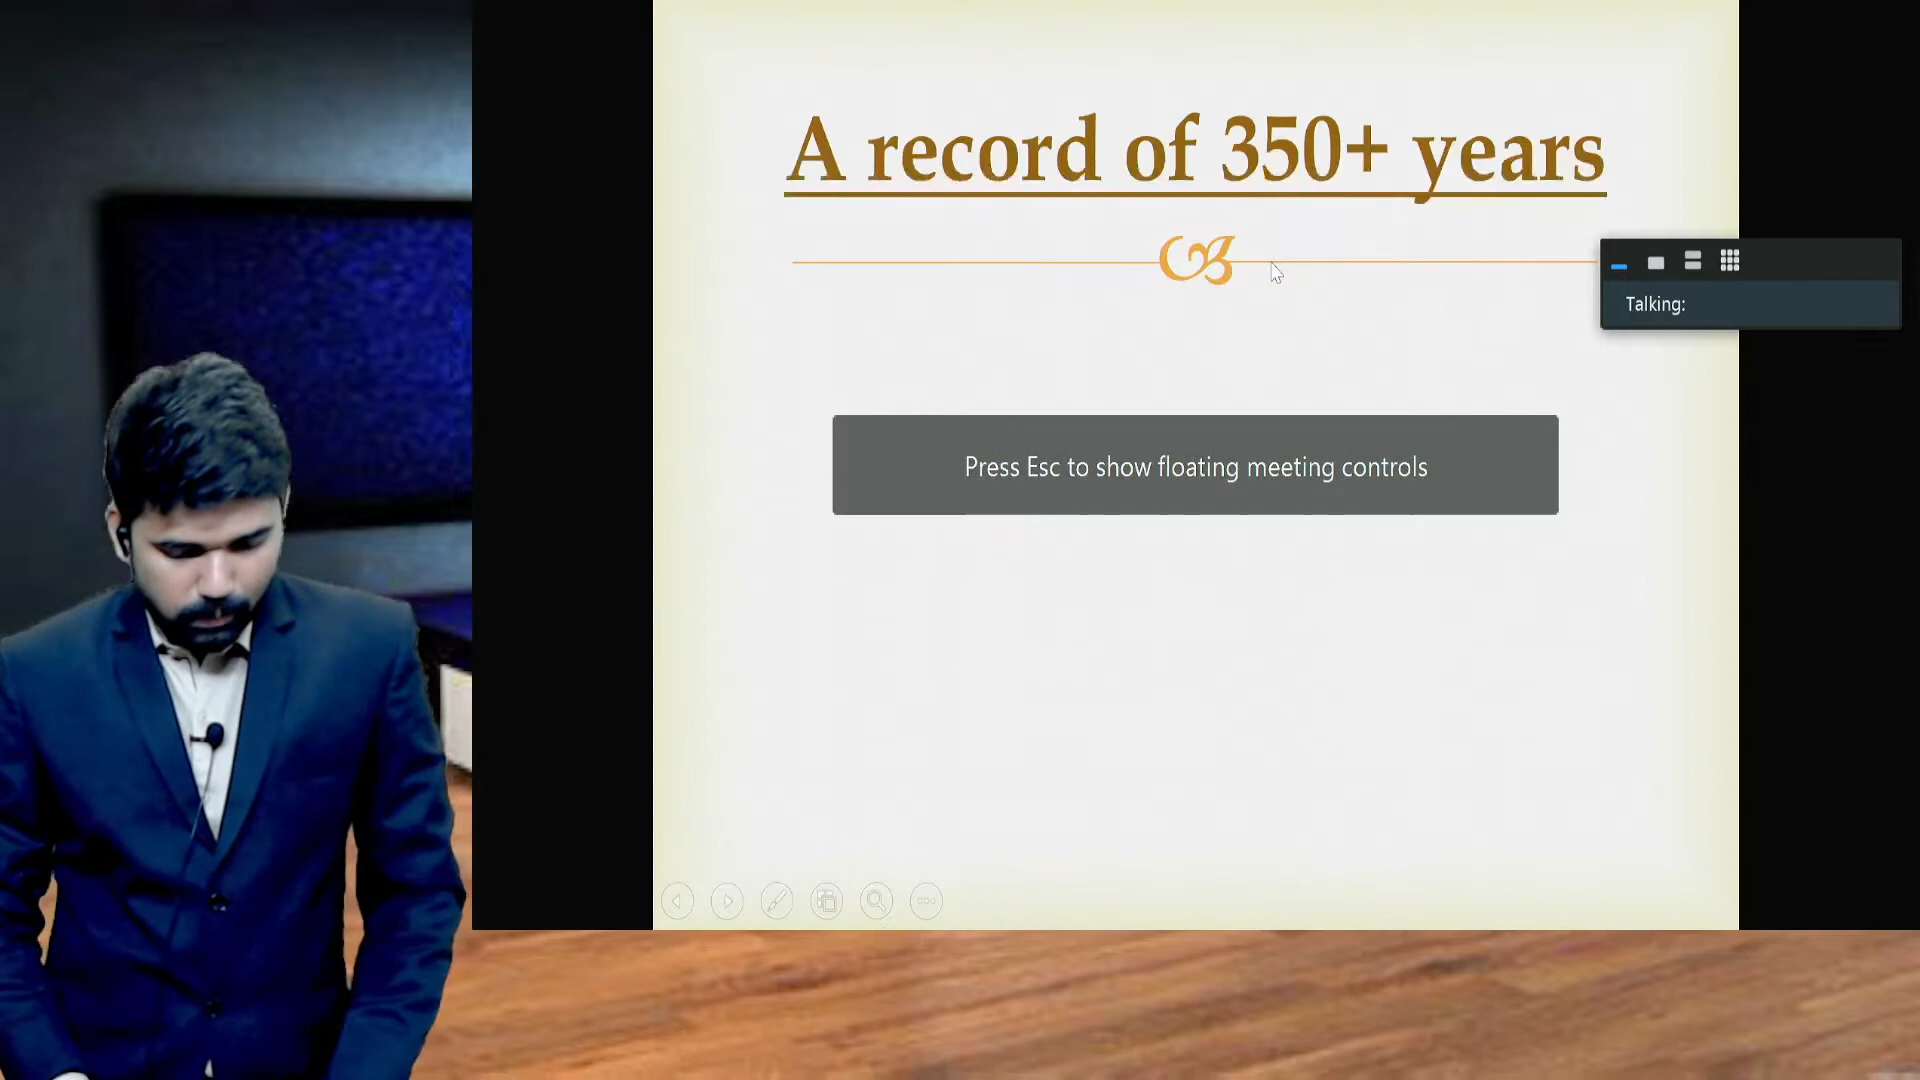 A record of 350+ years
Talking:
Press Esc to show floating meeting controls